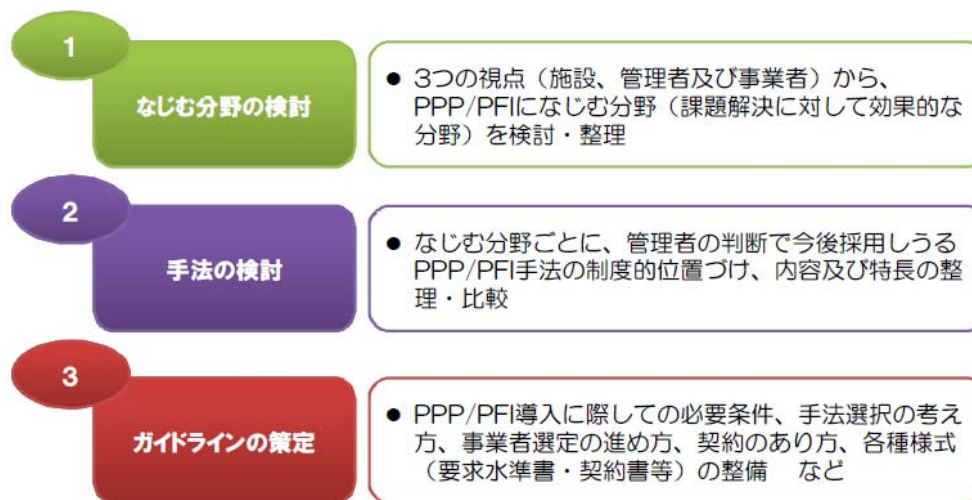 1
なじむ分野の検討
● 3つの視点（施設、管理者及び事業者）から、
PPP/PFIになじむ分野（課題解決に対して効果的な
分野）を検討・整理
2
手法の検討
● なじむ分野ごとに、管理者の判断で今後採用しうる
PPP/PFI手法の制度的位置づけ、内容及び特長の整
理・比較
3
ガイドラインの策定
● PPP/PFI導入に際しての必要条件、手法選択の考え
方、事業者選定の進め方、契約のあり方、各種様式
（要求水準書・契約書等）の整備　など